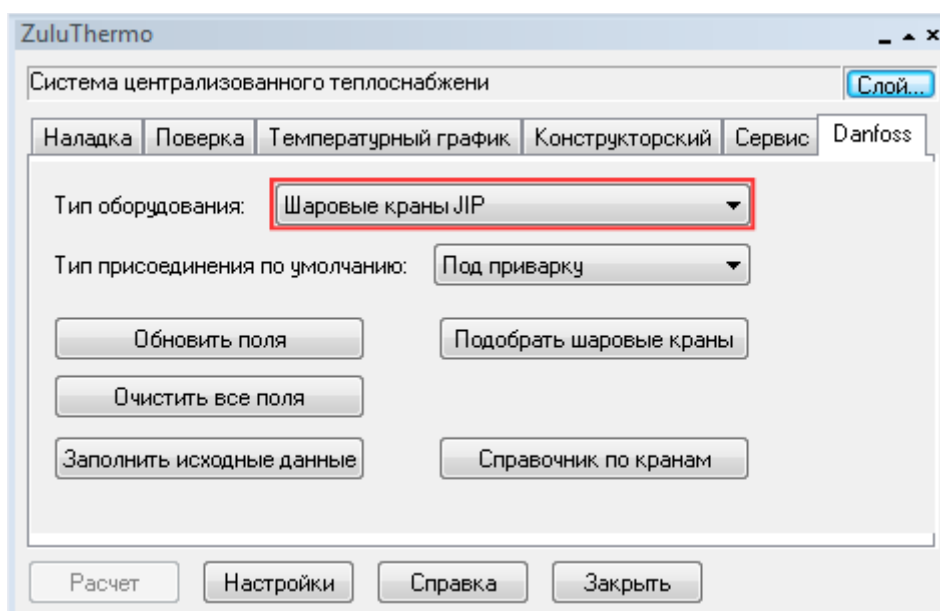 ZuluThermo
Система централизованного теплоснабжени Слой...
Наладка Поверка Температурный график Конструкторский Сервис Danfoss
Тип оборудования: Шаровые краны JIP
Тип присоединения по умолчанию: Под приварку
Обновить поля Подобрать шаровые краны
Очистить все поля
Заполнить исходные данные Справочник по кранам
Расчет Настройки Справка Закрыть